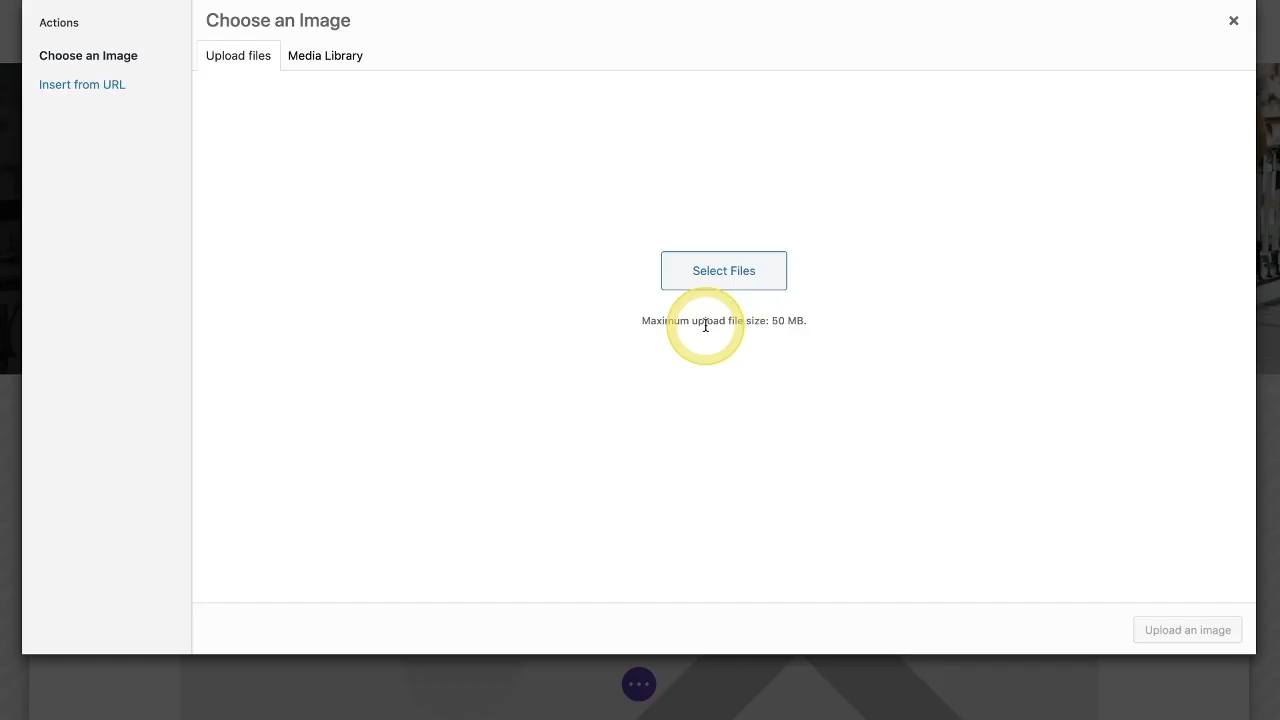 Actions
Choose an Image
Insert from URL
Choose an Image
Upload files
Media Library
Select Files
Maximum upload file size: 50 MB.
Upload an image